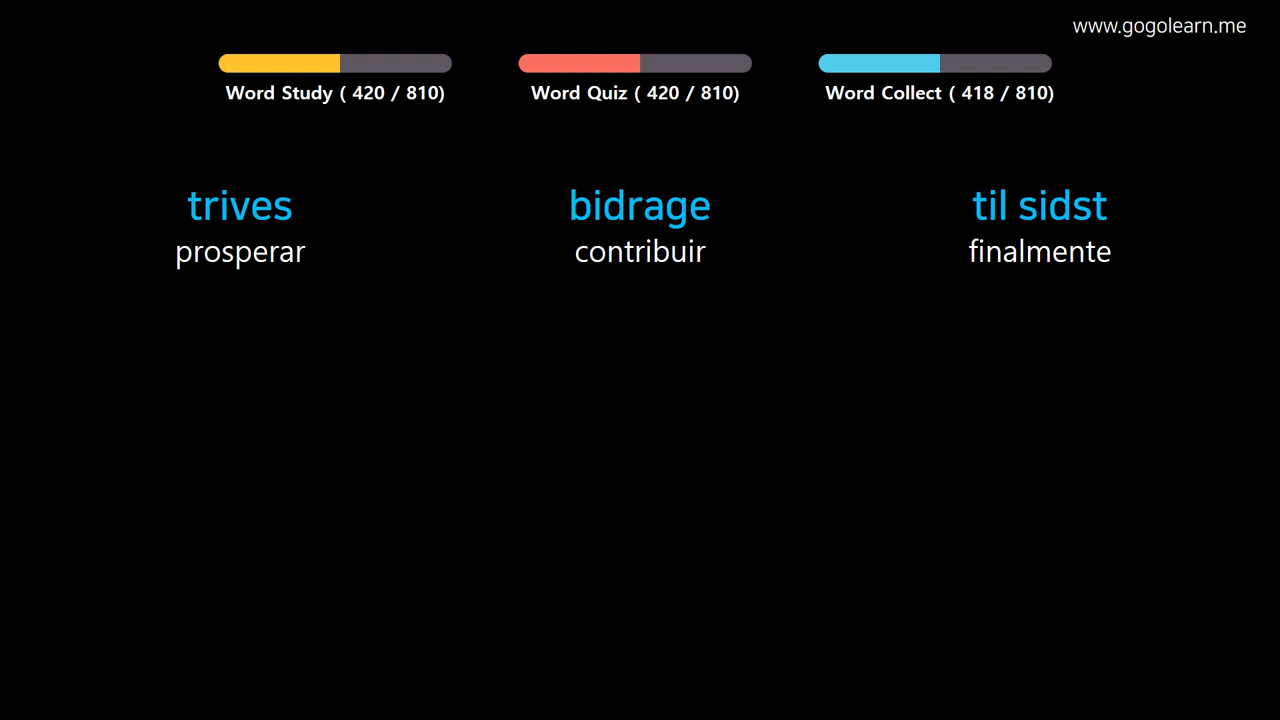 www.gogolearn.me
Word Study ( 420 / 810)
Word Quiz ( 420 / 810)
Word Collect ( 418 / 810)
trives
prosperar
bidrage
contribuir
til sidst
finalmente